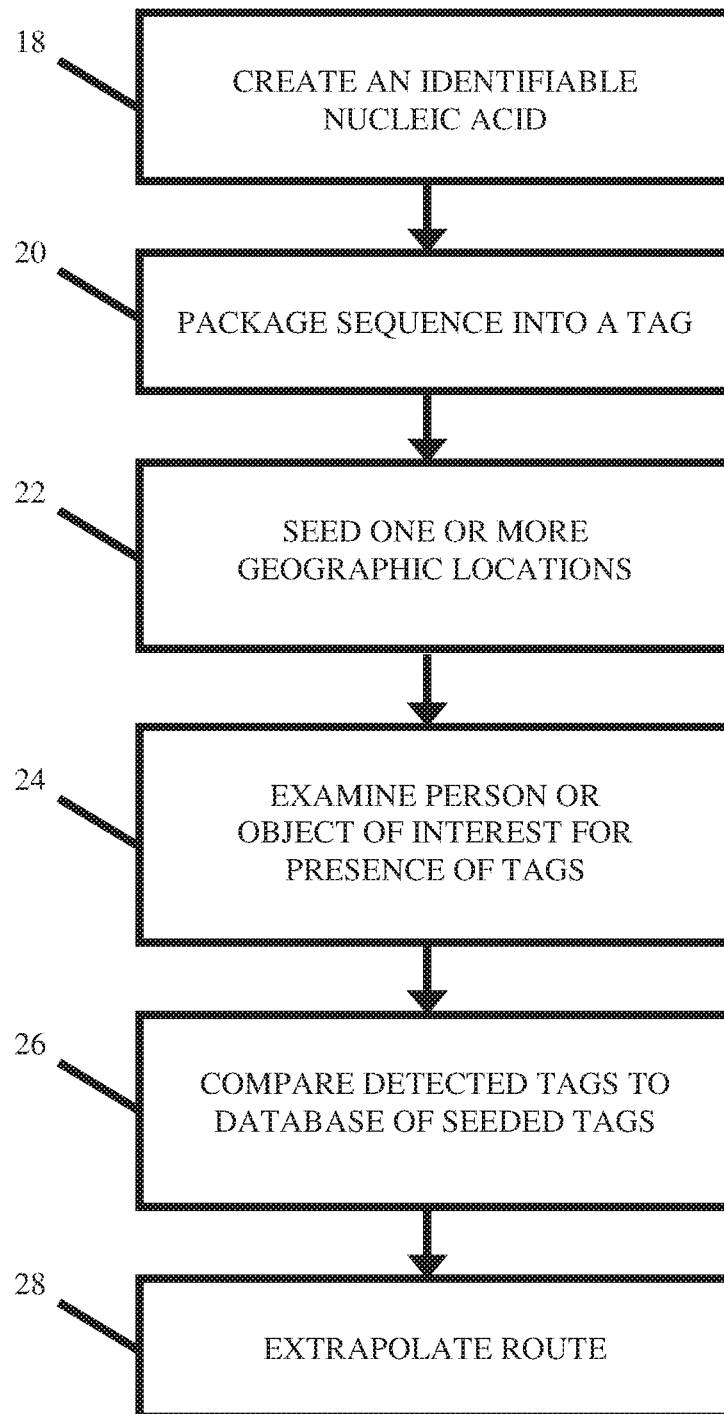 18
CREATE AN IDENTIFIABLE
NUCLEIC ACID
20
PACKAGE SEQUENCE INTO A TAG
22
SEED ONE OR MORE
GEOGRAPHIC LOCATIONS
24
EXAMINE PERSON OR
OBJECT OF INTEREST FOR
PRESENCE OF TAGS
26
COMPARE DETECTED TAGS TO
DATABASE OF SEEDED TAGS
28
EXTRAPOLATE ROUTE